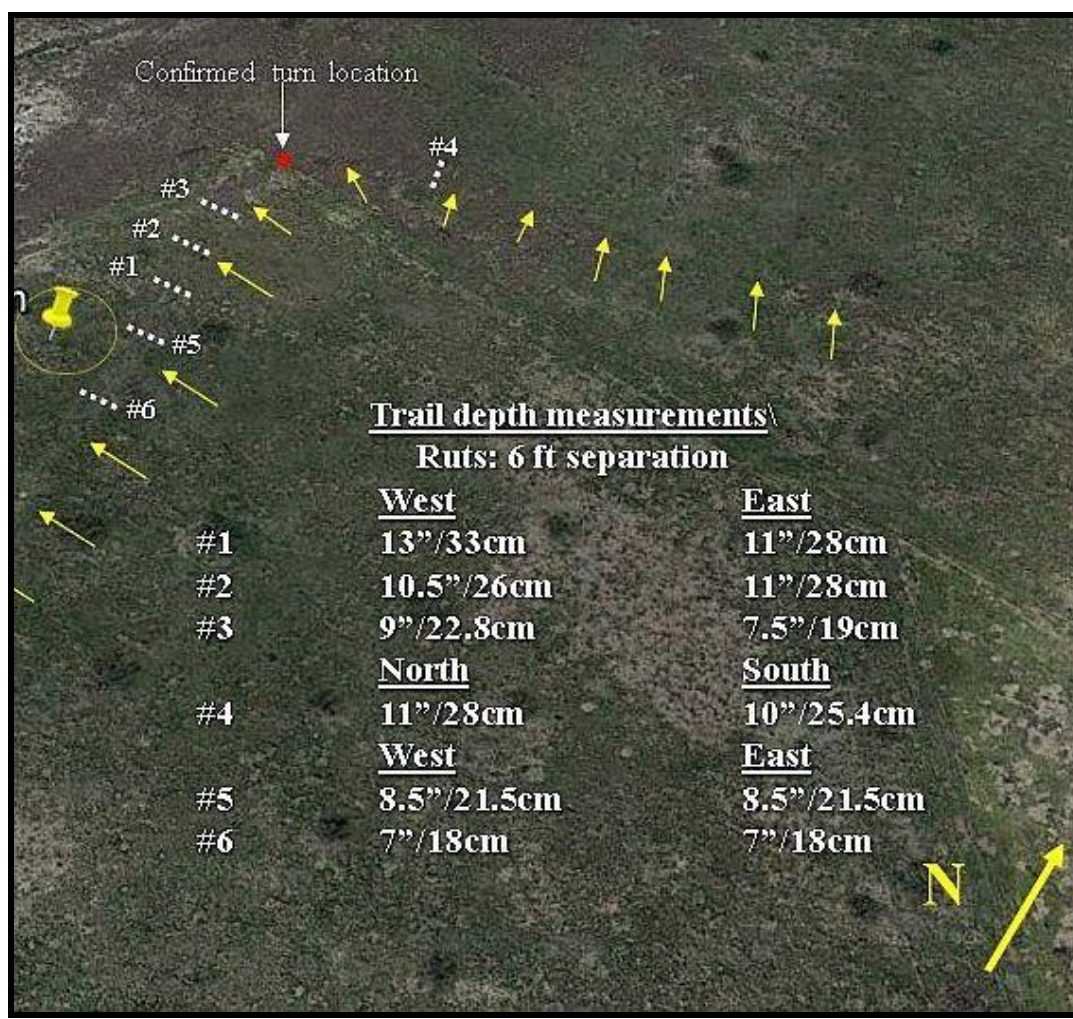 Confirmed turn location
#4
#3
#2
#1
n
#5
#6
Trail depth measurements\
Ruts: 6 ft separation
West East
#1 13”/33cm 11”/28cm
#2 10.5”/26cm 11”/28cm
#3 9”/22.8cm 7.5”/19cm
North South
#4 11”/28cm 10”/25.4cm
West East
#5 8.5”/21.5cm 8.5”/21.5cm
#6 7”/18cm 7”/18cm
N